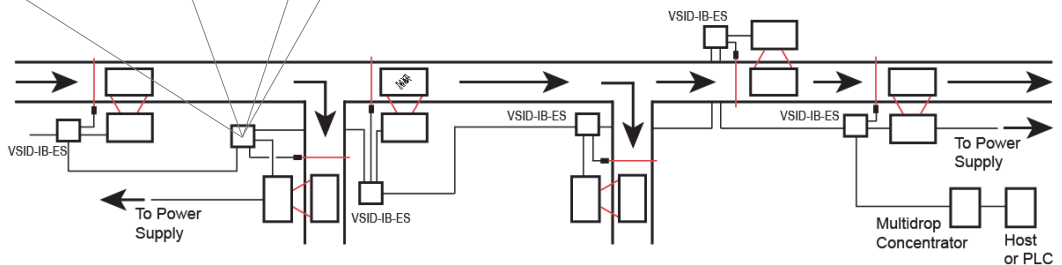 VSID-IB-ES
VSID-IB-ES
To Power
Supply
VSID-IB-ES
VSID-IB-ES
VSID-IB-ES
To Power
Supply
Multidrop
Concentrator
Host
or PLC